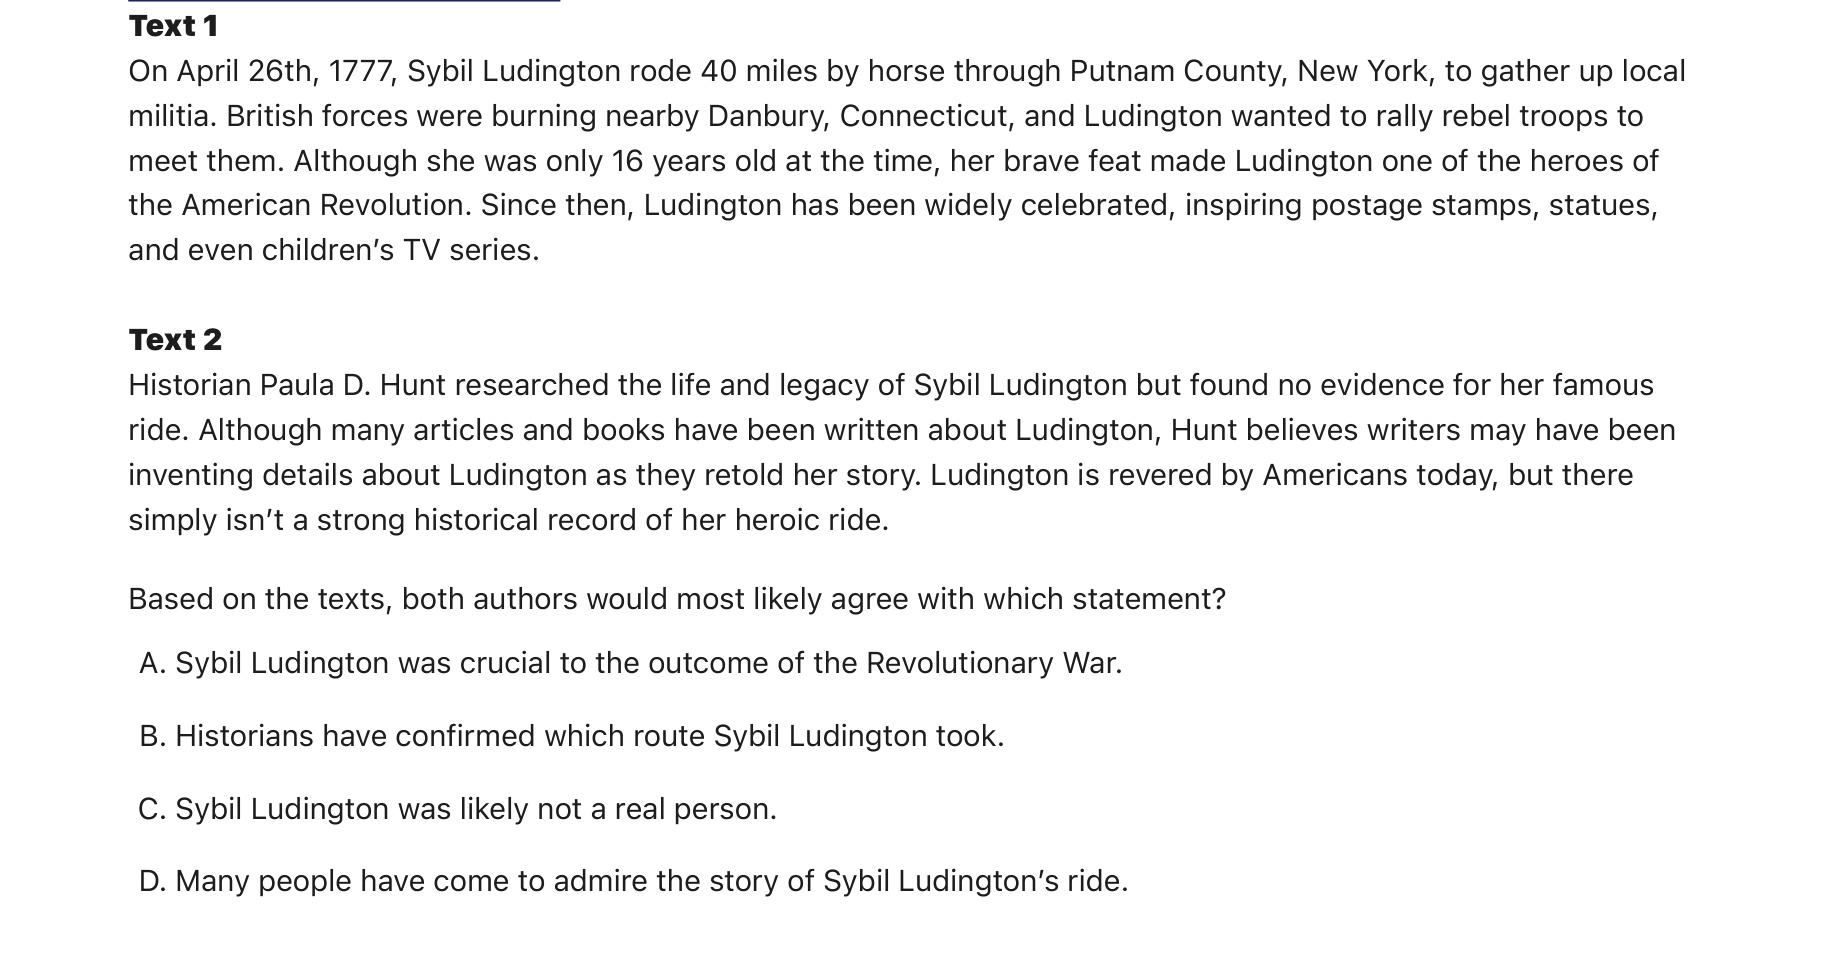 Text 1
On April 26th, 1777, Sybil Ludington rode 40 miles by horse through Putnam County, New York, to gather up local
militia. British forces were burning nearby Danbury, Connecticut, and Ludington wanted to rally rebel troops to
meet them. Although she was only 16 years old at the time, her brave feat made Ludington one of the heroes of
the American Revolution. Since then, Ludington has been widely celebrated, inspiring postage stamps, statues,
and even children’s TV series.
Text 2
Historian Paula D. Hunt researched the life and legacy of Sybil Ludington but found no evidence for her famous
ride. Although many articles and books have been written about Ludington, Hunt believes writers may have been
inventing details about Ludington as they retold her story. Ludington is revered by Americans today, but there
simply isn’t a strong historical record of her heroic ride.
Based on the texts, both authors would most likely agree with which statement?
A. Sybil Ludington was crucial to the outcome of the Revolutionary War.
B. Historians have confirmed which route Sybil Ludington took.
C. Sybil Ludington was likely not a real person.
D. Many people have come to admire the story of Sybil Ludington’s ride.